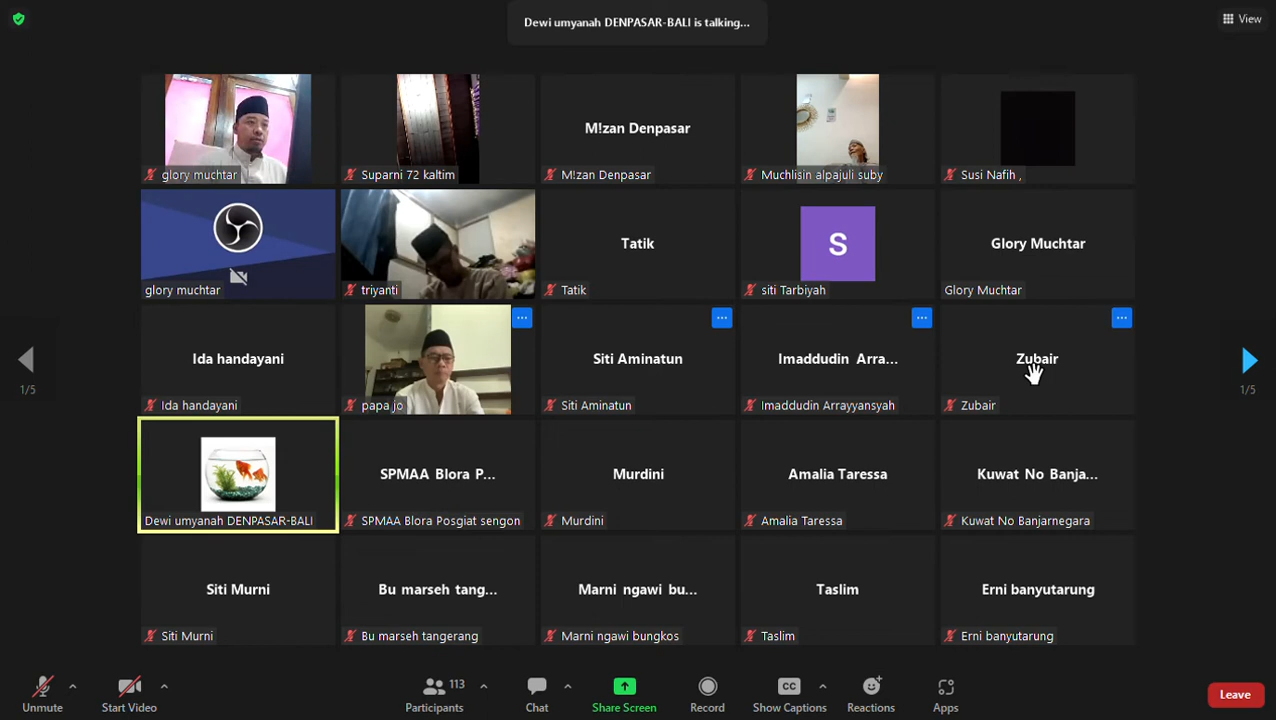 Dewi umyanah DENPASAR-BALI is talking...
View
glory muchtar
Suparni 72 kaltim
M!zan Denpasar
M!zan Denpasar
Muchlisin alpajuli suby
Susi Nafih ,
glory muchtar
triyanti
Tatik
Tatik
S
siti Tarbiyah
Glory Muchtar
Glory Muchtar
Ida handayani
Ida handayani
papa jo
Siti Aminatun
Siti Aminatun
Imaddudin Arra...
Imaddudin Arrayyansyah
Zubair
Zubair
1/5
1/5
Dewi umyanah DENPASAR-BALI
SPMAA Blora P...
SPMAA Blora Posgiat sengon
Murdini
Murdini
Amalia Taressa
Amalia Taressa
Kuwat No Banja...
Kuwat No Banjarnegara
Siti Murni
Siti Murni
Bu marseh tang...
Bu marseh tangerang
Marni ngawi bu...
Marni ngawi bungkos
Taslim
Taslim
Erni banyutarung
Erni banyutarung
Unmute
Start Video
Participants 113
Chat
Share Screen
Record
CC
Show Captions
Reactions
Apps
Leave